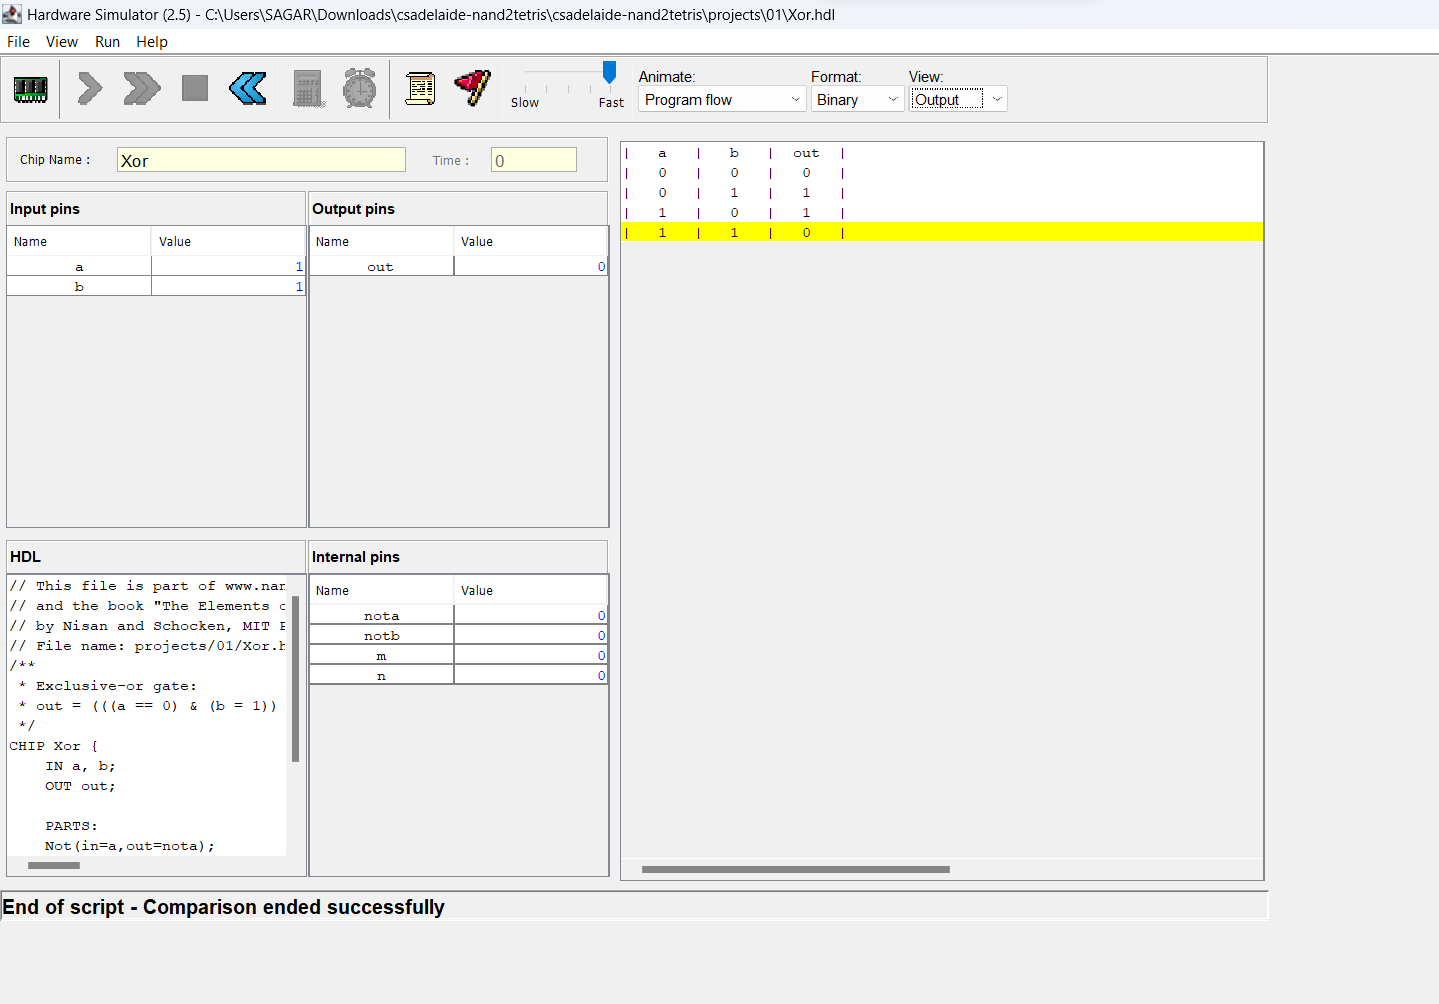 Hardware Simulator (2.5) - C:\Users\SAGAR\Downloads\csadelaide-nand2tetris\csadelaide-nand2tetris\projects\01\Xor.hdl
File View Run Help
Slow Fast
Animate: Format: View:
Program flow Binary Output
Chip Name : Xor Time : 0
Input pins
Name Value
a 1
b 1
Output pins
Name Value
out 0
| a | b | out |
| 0 | 0 | 0 |
| 0 | 1 | 1 |
| 1 | 0 | 1 |
| 1 | 1 | 0 |
HDL
// This file is part of www.nan
// and the book "The Elements
// by Nisan and Schocken, MIT
// File name: projects/01/Xor.h
/**
* Exclusive-or gate:
* out = (((a == 0) & (b = 1))
*/
CHIP Xor {
IN a, b;
OUT out;
PARTS:
Not(in=a,out=nota);
Internal pins
Name Value
nota 0
notb 0
m 0
n 0
End of script - Comparison ended successfully